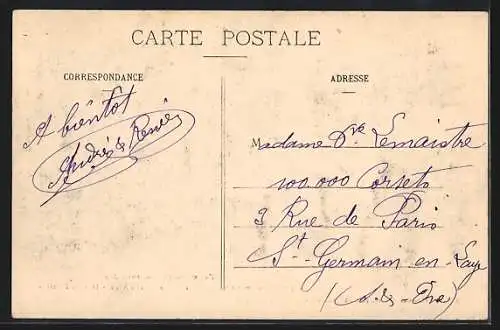 CARTE POSTALE
CORRESPONDANCE
ADRESSE
A bientôt
André & René
Madame Vve Lemaistre
100.000 Corsets
3 Rue de Paris
St-Germain en-Laye
(S.&-Oise)